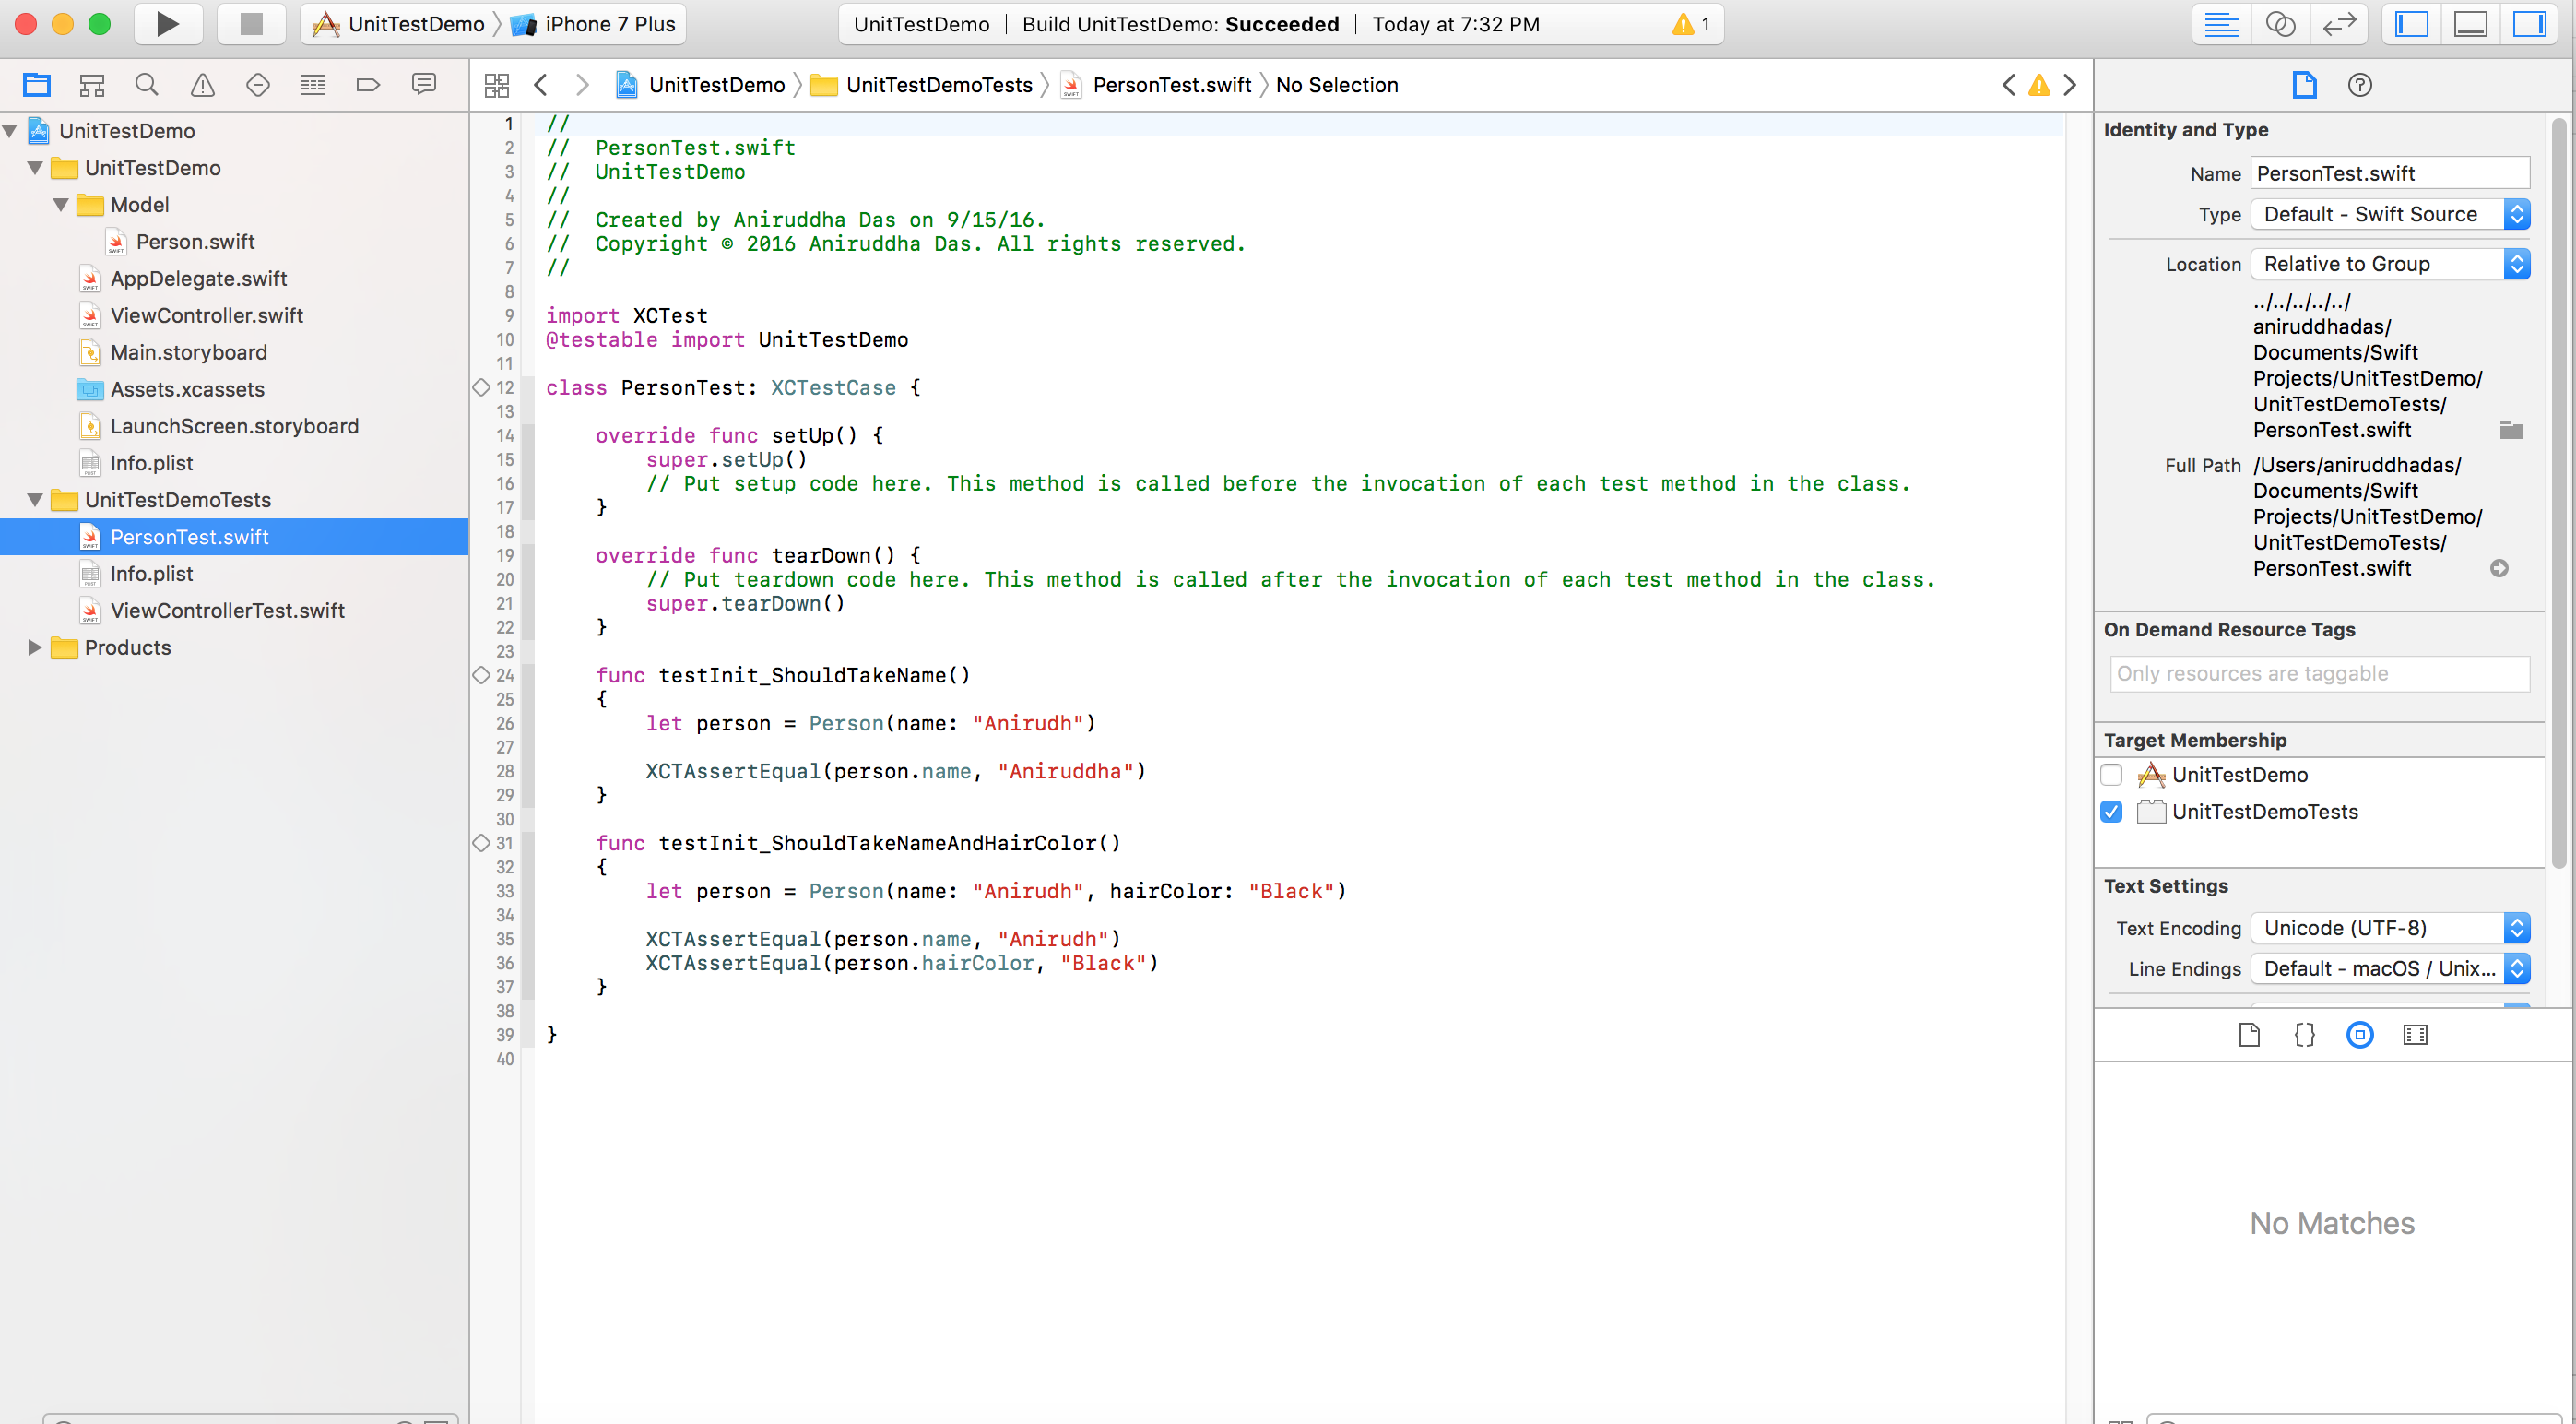 UnitTestDemo 〉 iPhone 7 Plus
UnitTestDemo | Build UnitTestDemo: Succeeded | Today at 7:32 PM 1
UnitTestDemo
UnitTestDemo
Model
Person.swift
AppDelegate.swift
ViewController.swift
Main.storyboard
Assets.xcassets
LaunchScreen.storyboard
Info.plist
UnitTestDemoTests
PersonTest.swift
Info.plist
ViewControllerTest.swift
Products
UnitTestDemo 〉 UnitTestDemoTests 〉 PersonTest.swift 〉 No Selection
1 //
2 //  PersonTest.swift
3 //  UnitTestDemo
4 //
5 //  Created by Aniruddha Das on 9/15/16.
6 //  Copyright © 2016 Aniruddha Das. All rights reserved.
7 //
8
9 import XCTest
10 @testable import UnitTestDemo
11
12 class PersonTest: XCTestCase {
13
14     override func setUp() {
15         super.setUp()
16         // Put setup code here. This method is called before the invocation of each test method in the class.
17     }
18
19     override func tearDown() {
20         // Put teardown code here. This method is called after the invocation of each test method in the class.
21         super.tearDown()
22     }
23
24     func testInit_ShouldTakeName()
25     {
26         let person = Person(name: "Anirudh")
27
28         XCTAssertEqual(person.name, "Aniruddha")
29     }
30
31     func testInit_ShouldTakeNameAndHairColor()
32     {
33         let person = Person(name: "Anirudh", hairColor: "Black")
34
35         XCTAssertEqual(person.name, "Anirudh")
36         XCTAssertEqual(person.hairColor, "Black")
37     }
38
39 }
40
Identity and Type
Name PersonTest.swift
Type Default - Swift Source
Location Relative to Group
../../../../../
aniruddhadas/
Documents/Swift
Projects/UnitTestDemo/
UnitTestDemoTests/
PersonTest.swift
Full Path /Users/aniruddhadas/
Documents/Swift
Projects/UnitTestDemo/
UnitTestDemoTests/
PersonTest.swift
On Demand Resource Tags
Only resources are taggable
Target Membership
UnitTestDemo
UnitTestDemoTests
Text Settings
Text Encoding Unicode (UTF-8)
Line Endings Default - macOS / Unix...
{}
No Matches